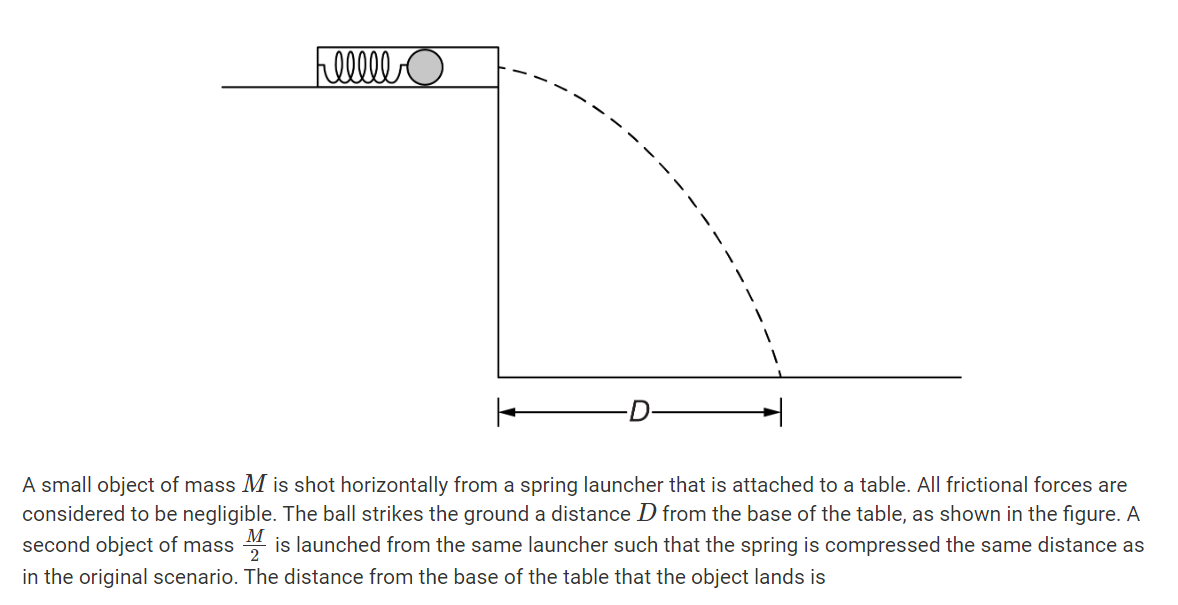 D
A small object of mass M is shot horizontally from a spring launcher that is attached to a table. All frictional forces are
considered to be negligible. The ball strikes the ground a distance D from the base of the table, as shown in the figure. A
second object of mass M/2 is launched from the same launcher such that the spring is compressed the same distance as
in the original scenario. The distance from the base of the table that the object lands is